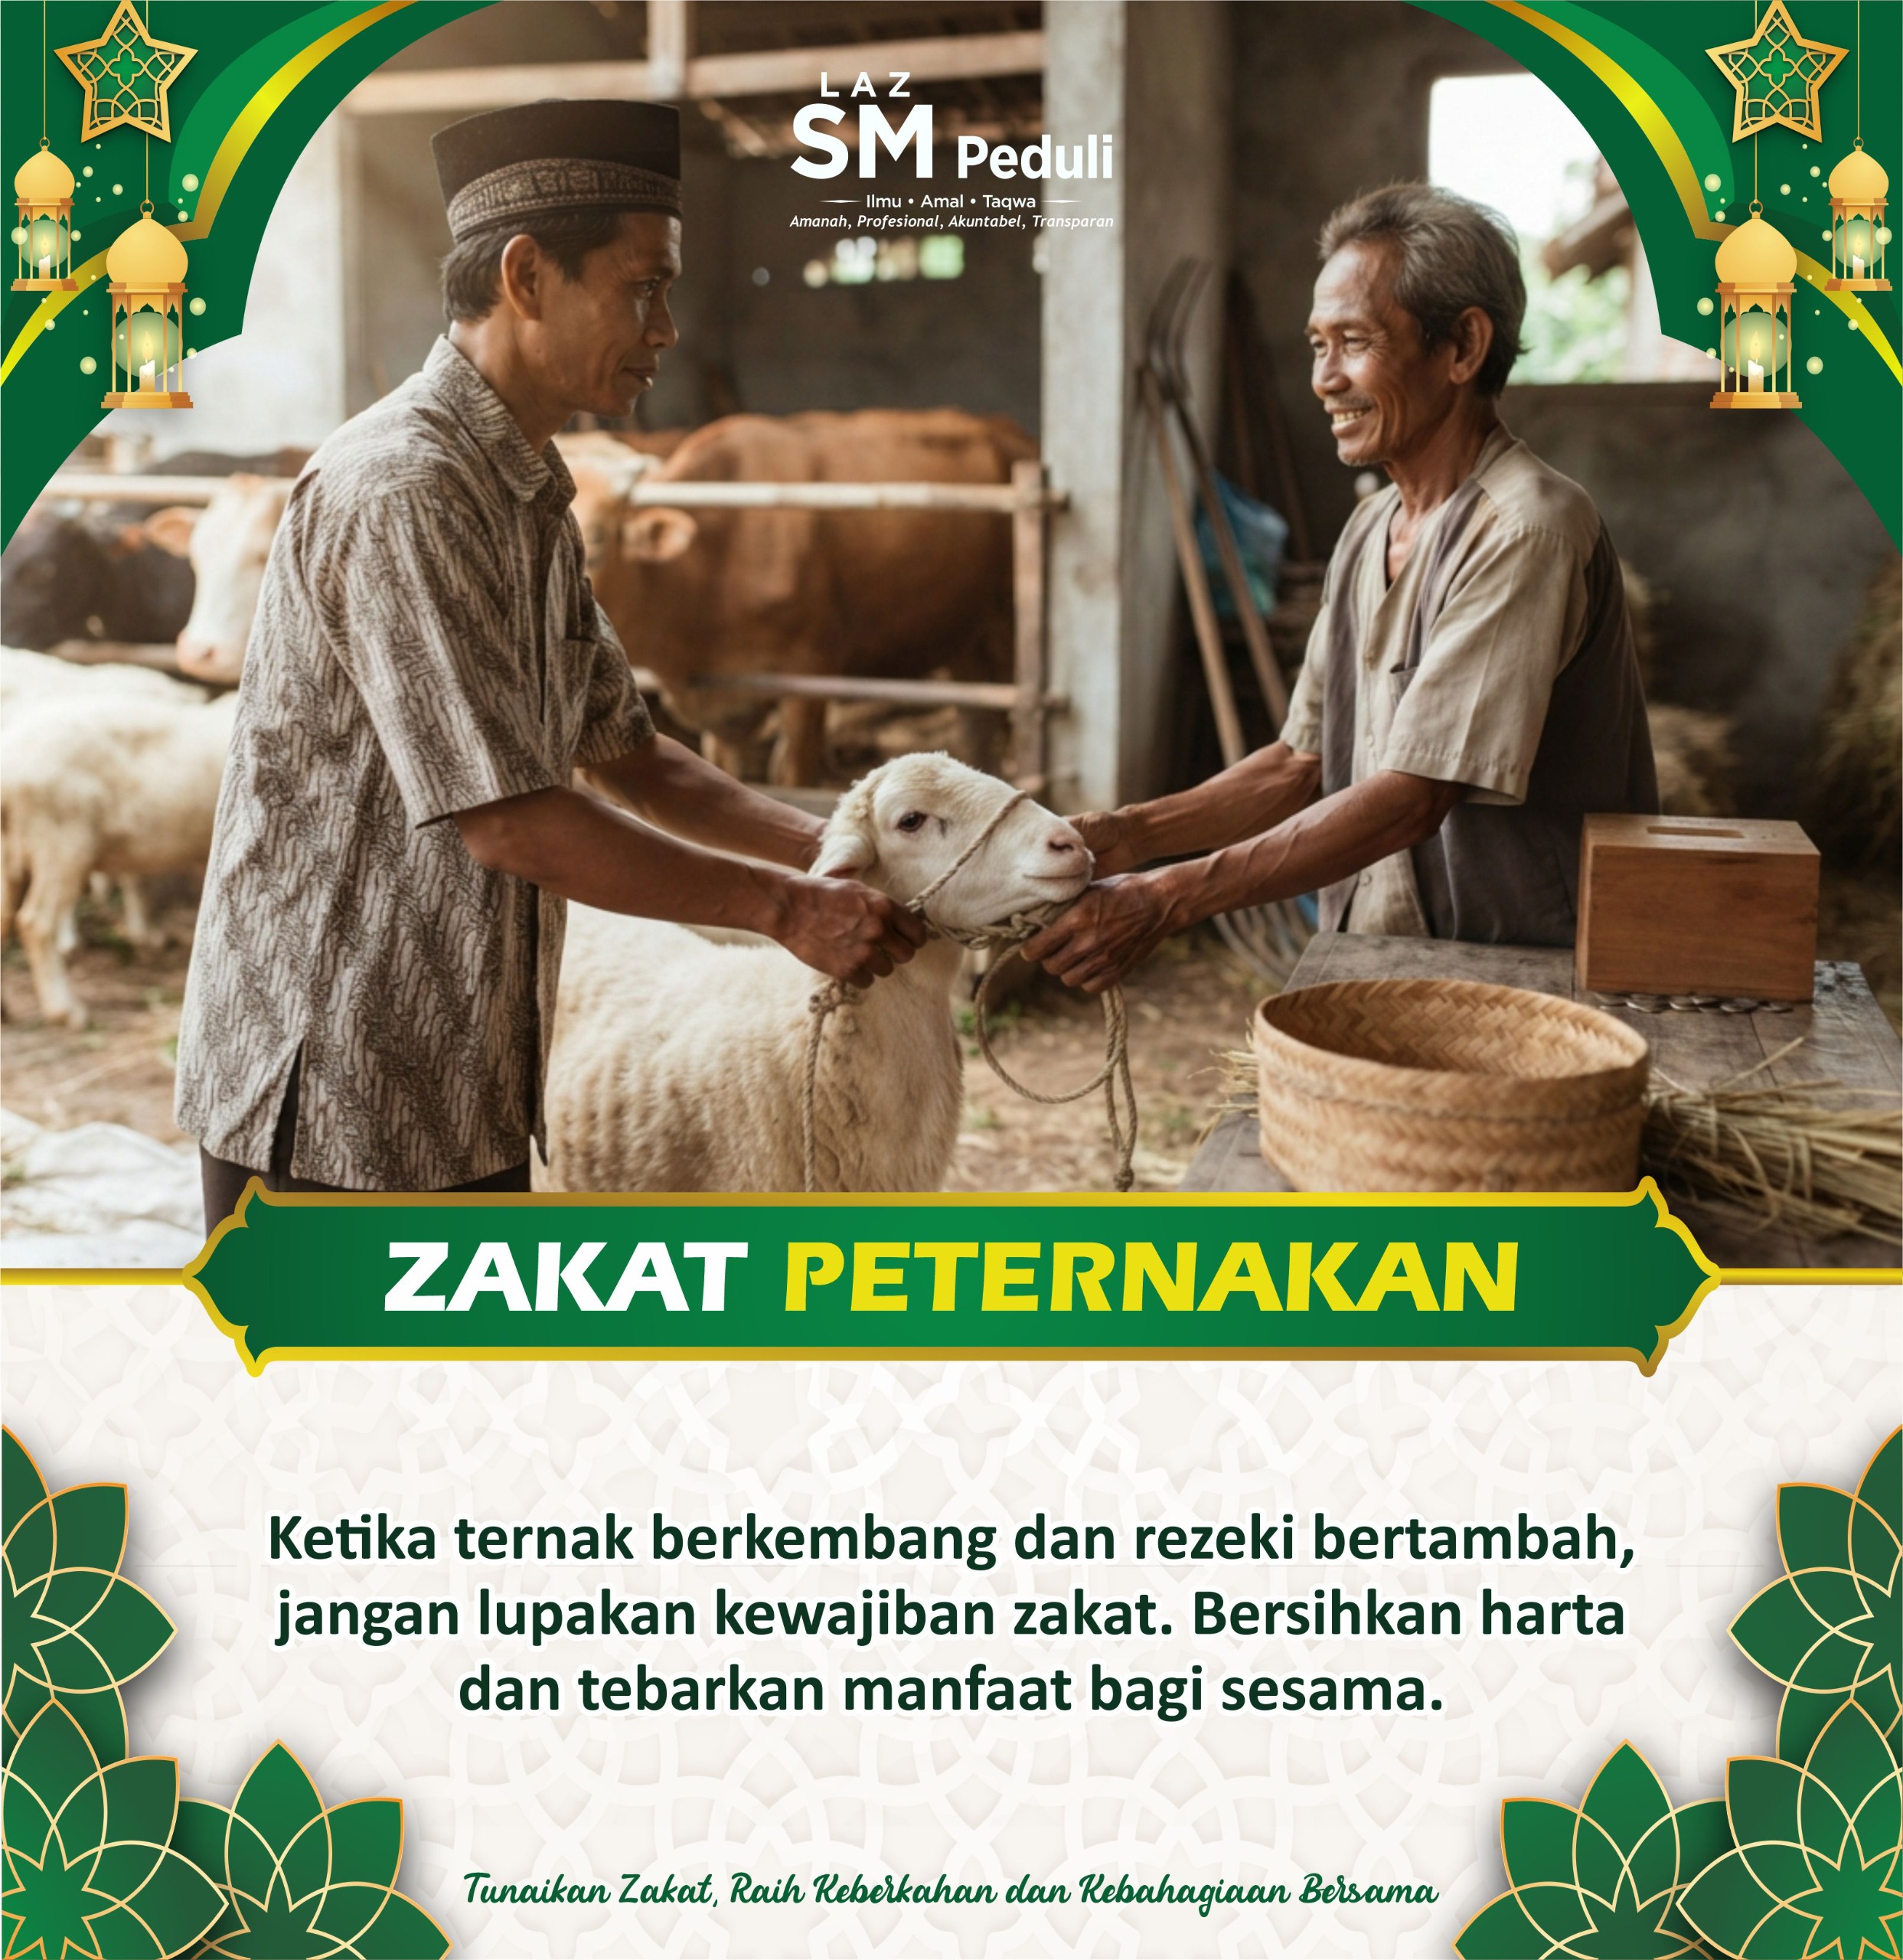 LAZ
SM Peduli
Ilmu • Amal • Taqwa
Amanah, Profesional, Akuntabel, Transparan
ZAKAT PETERNAKAN
Ketika ternak berkembang dan rezeki bertambah,
jangan lupakan kewajiban zakat. Bersihkan harta
dan tebarkan manfaat bagi sesama.
Tunaikan Zakat, Raih Keberkahan dan Kebahagiaan Bersama